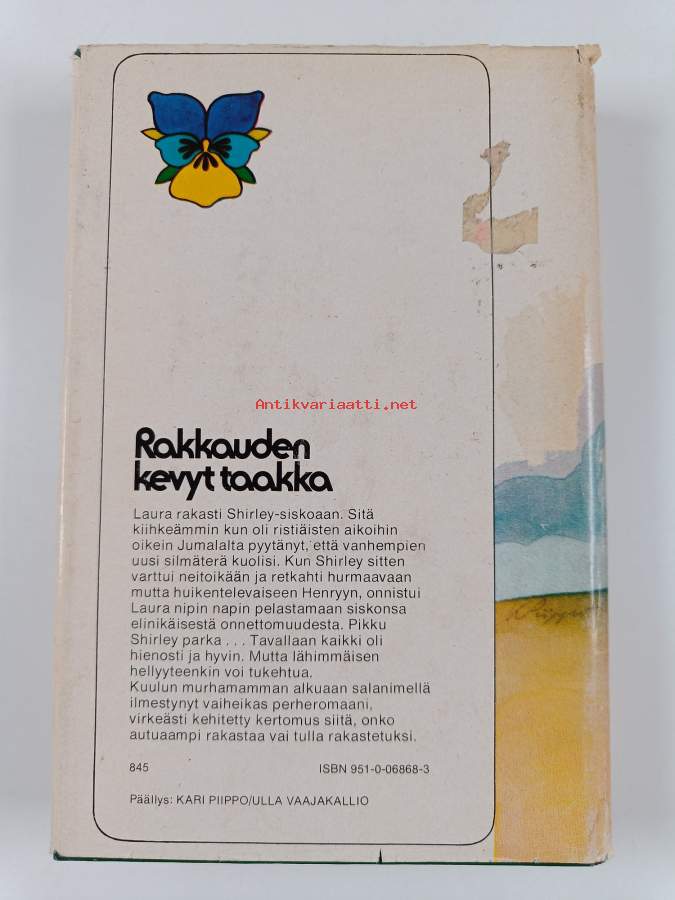 Antikvariaatti.net
Rakkauden
kevyt taakka
Laura rakasti Shirley-siskoaan. Sitä
kiihkeämmin kun oli ristiäisten aikoihin
oikein Jumalalta pyytänyt, että vanhempien
uusi silmäterä kuolisi. Kun Shirley sitten
varttui neitoikään ja retkahti hurmaavaan
mutta huikentelevaiseen Henryyn, onnistui
Laura nipin napin pelastamaan siskonsa
elinikäisestä onnettomuudesta. Pikku
Shirley parka . . . Tavallaan kaikki oli
hienosti ja hyvin. Mutta lähimmäisen
hellyyteenkin voi tukehtua.
Kuulun murhamamman alkuaan salanimellä
ilmestynyt vaiheikas perheromaani,
virkeästi kehitetty kertomus siitä, onko
autuaampi rakastaa vai tulla rakastetuksi.
845 ISBN 951-0-06868-3
Päällys: KARI PIIPPO/ULLA VAAJAKALLIO